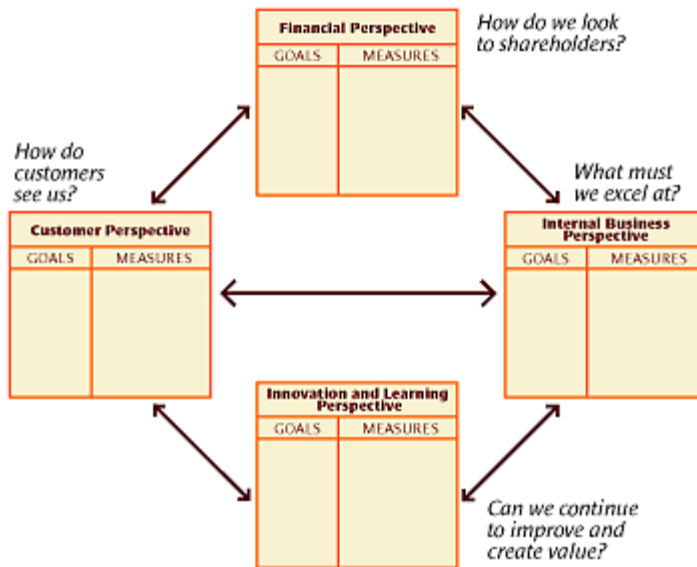 Financial Perspective
GOALS MEASURES
How do we look
to shareholders?
How do
customers
see us?
Customer Perspective
GOALS MEASURES
What must
we excel at?
Internal Business
Perspective
GOALS MEASURES
Innovation and Learning
Perspective
GOALS MEASURES
Can we continue
to improve and
create value?